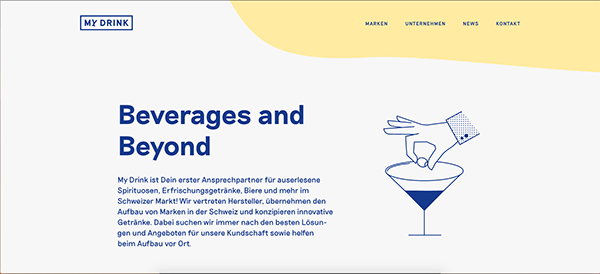 MY DRINK
MARKEN UNTERNEHMEN NEWS KONTAKT
Beverages and
Beyond
My Drink ist Dein erster Ansprechpartner für auserlesene
Spirituosen, Erfrischungsgetränke, Biere und mehr im
Schweizer Markt! Wir vertreten Hersteller, übernehmen den
Aufbau von Marken in der Schweiz und konzipieren innovative
Getränke. Dabei suchen wir immer nach den besten Lösun-
gen und Angeboten für unsere Kundschaft sowie helfen
beim Aufbau vor Ort.